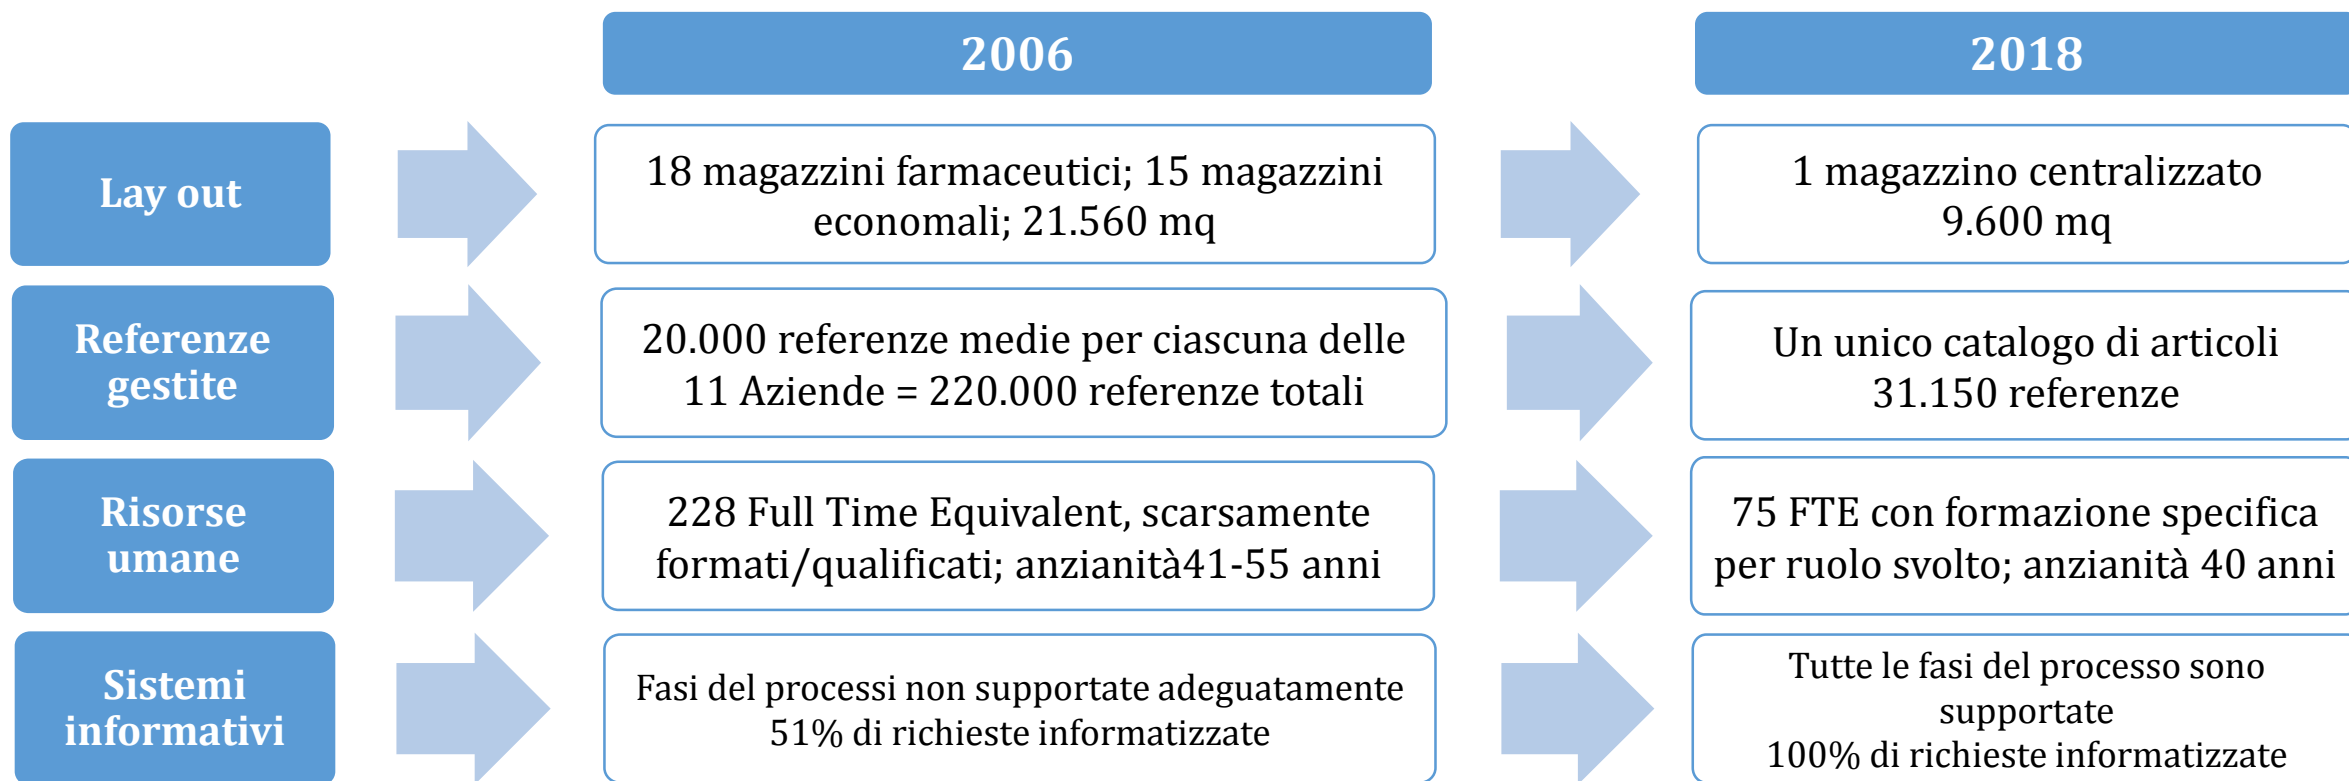 2006
2018
Lay out
18 magazzini farmaceutici; 15 magazzini
economali; 21.560 mq
1 magazzino centralizzato
9.600 mq
Referenze
gestite
20.000 referenze medie per ciascuna delle
11 Aziende = 220.000 referenze totali
Un unico catalogo di articoli
31.150 referenze
Risorse
umane
228 Full Time Equivalent, scarsamente
formati/qualificati; anzianità41-55 anni
75 FTE con formazione specifica
per ruolo svolto; anzianità 40 anni
Sistemi
informativi
Fasi del processi non supportate adeguatamente
51% di richieste informatizzate
Tutte le fasi del processo sono
supportate
100% di richieste informatizzate